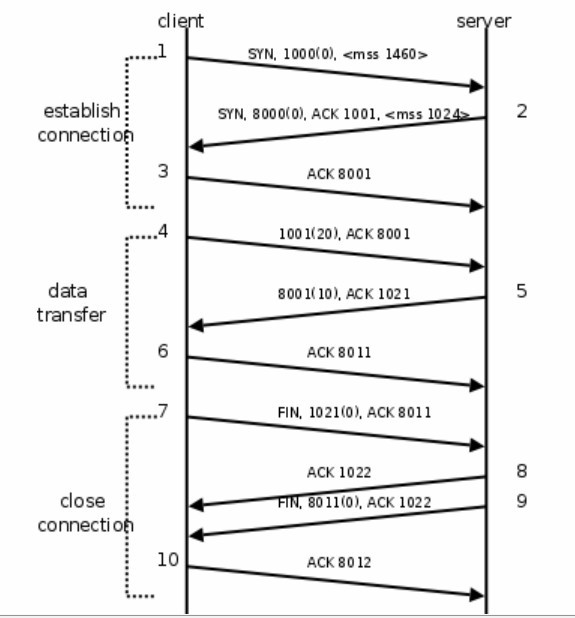 client server
1 SYN, 1000(0), <mss 1460>
establish
connection
SYN, 8000(0), ACK 1001, <mss 1024> 2
3 ACK 8001
4 1001(20), ACK 8001
data
transfer
8001(10), ACK 1021 5
6 ACK 8011
7 FIN, 1021(0), ACK 8011
ACK 1022 8
close
connection
FIN, 8011(0), ACK 1022 9
10 ACK 8012